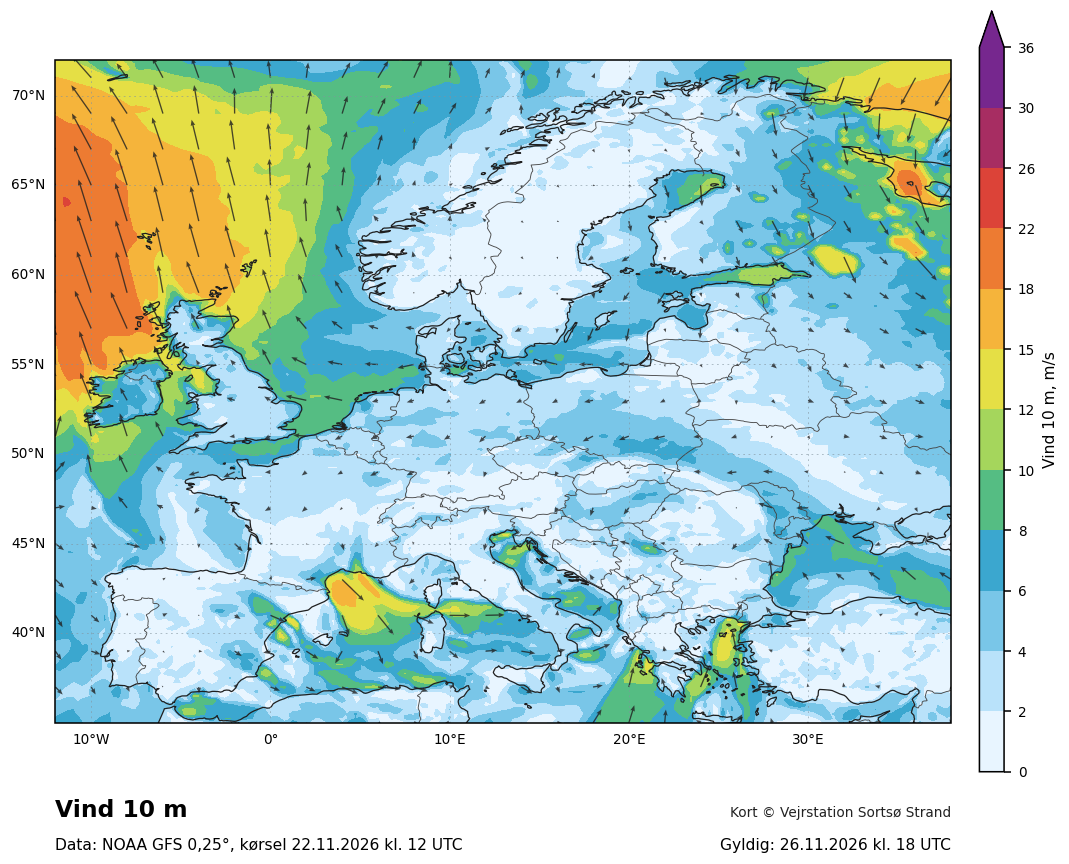 36
30
26
22
18
15
12
10
8
6
4
2
0
Vind 10 m, m/s
70°N
65°N
60°N
55°N
50°N
45°N
40°N
10°W
0°
10°E
20°E
30°E
Vind 10 m
Kort © Vejrstation Sortsø Strand
Data: NOAA GFS 0,25°, kørsel 22.11.2026 kl. 12 UTC
Gyldig: 26.11.2026 kl. 18 UTC